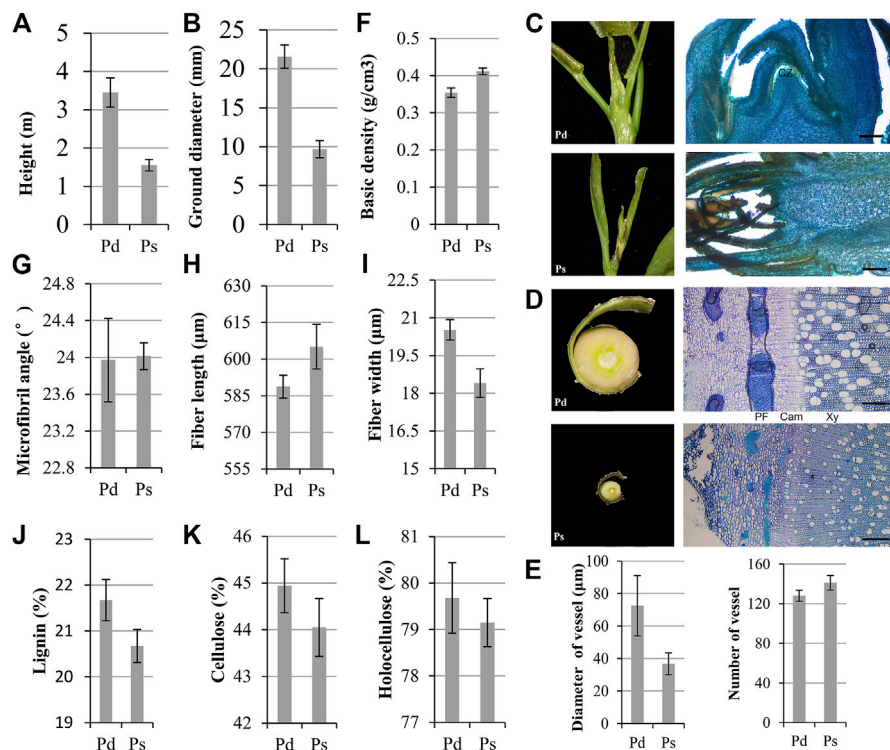 A
Height (m)
5
4
3
2
1
0
Pd Ps
B
Ground diameter (mm)
25
20
15
10
5
0
Pd Ps
F
Basic density (g/cm3)
0.5
0.4
0.3
0.2
0.1
0
Pd Ps
C
Pd
CZ
Ps
G
Microfibril angle (°)
24.8
24.4
24
23.6
23.2
22.8
Pd Ps
H
Fiber length (μm)
630
615
600
585
570
555
Pd Ps
I
Fiber width (μm)
22.5
21
19.5
18
16.5
15
Pd Ps
D
Pd
PF Cam Xy
Ps
J
Lignin (%)
23
22
21
20
19
Pd Ps
K
Cellulose (%)
46
45
44
43
42
Pd Ps
L
Holocellulose (%)
81
80
79
78
77
Pd Ps
E
Diameter of vessel (μm)
100
80
60
40
20
0
Pd Ps
Number of vessel
160
120
80
40
0
Pd Ps